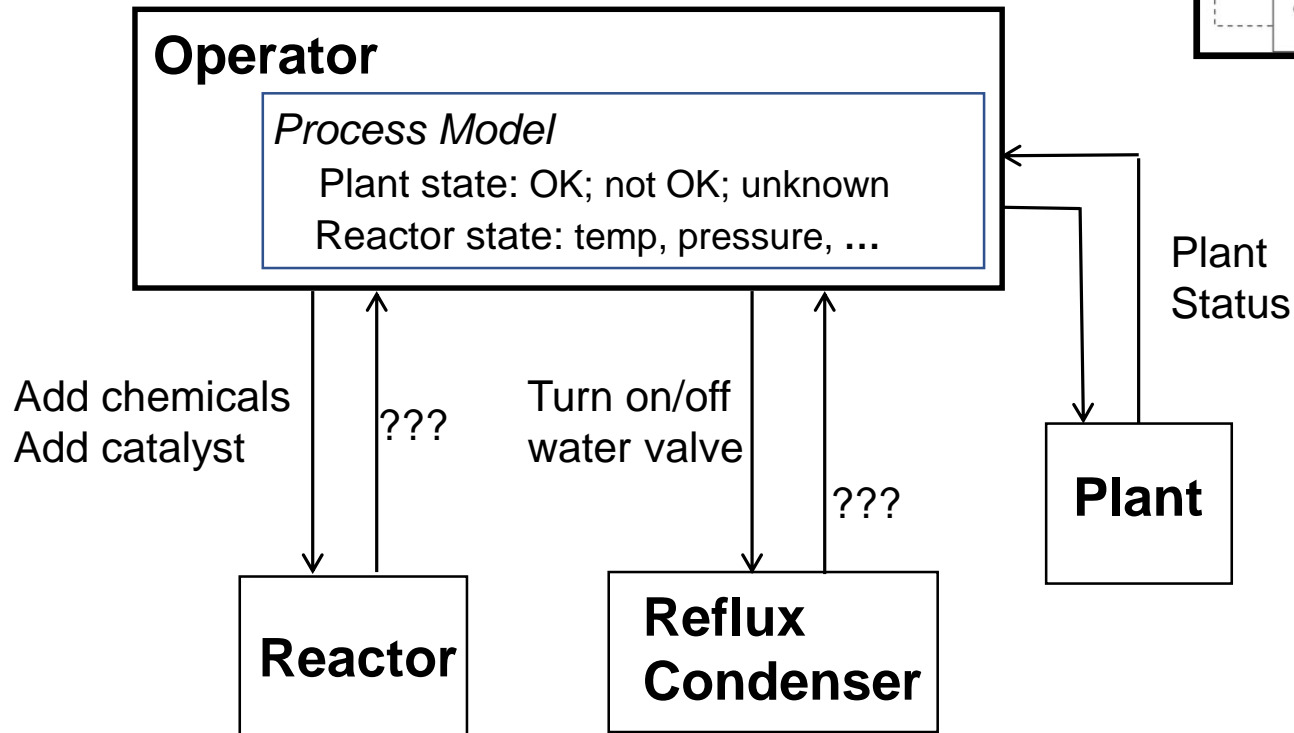 Operator
Process Model
Plant state: OK; not OK; unknown
Reactor state: temp, pressure, ...
Plant
Status
Add chemicals
Add catalyst
???
Turn on/off
water valve
???
Plant
Reactor
Reflux
Condenser